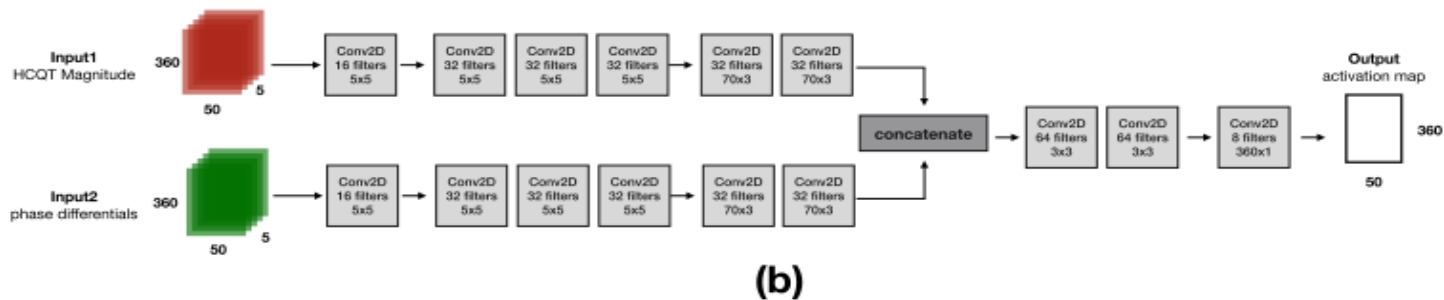 Input1
HCQT Magnitude
360
50
5
Conv2D
16 filters
5x5
Conv2D
32 filters
5x5
Conv2D
32 filters
5x5
Conv2D
32 filters
5x5
Conv2D
32 filters
70x3
Conv2D
32 filters
70x3
Input2
phase differentials
360
50
5
Conv2D
16 filters
5x5
Conv2D
32 filters
5x5
Conv2D
32 filters
5x5
Conv2D
32 filters
5x5
Conv2D
32 filters
70x3
Conv2D
32 filters
70x3
concatenate
Conv2D
64 filters
3x3
Conv2D
64 filters
3x3
Conv2D
8 filters
360x1
Output
activation map
360
50
(b)